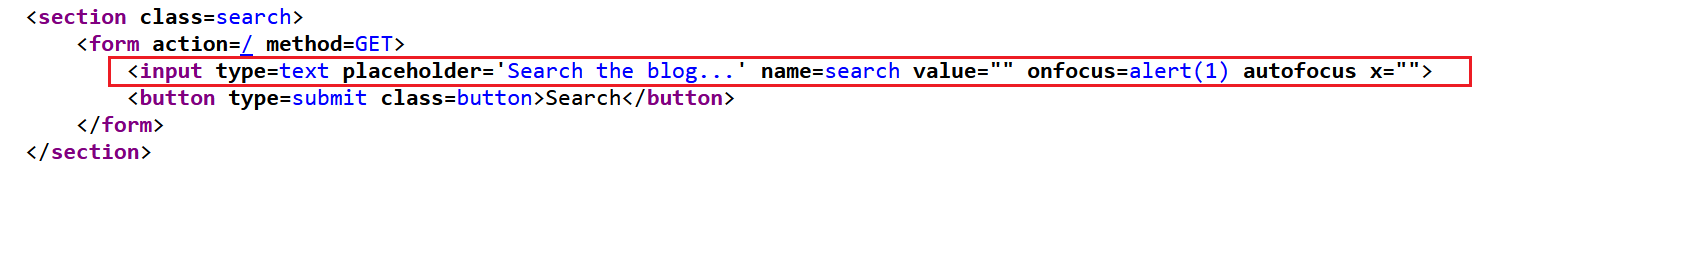 <section class=search>
<form action=/ method=GET>
<input type=text placeholder='Search the blog...' name=search value="" onfocus=alert(1) autofocus x="">
<button type=submit class=button>Search</button>
</form>
</section>